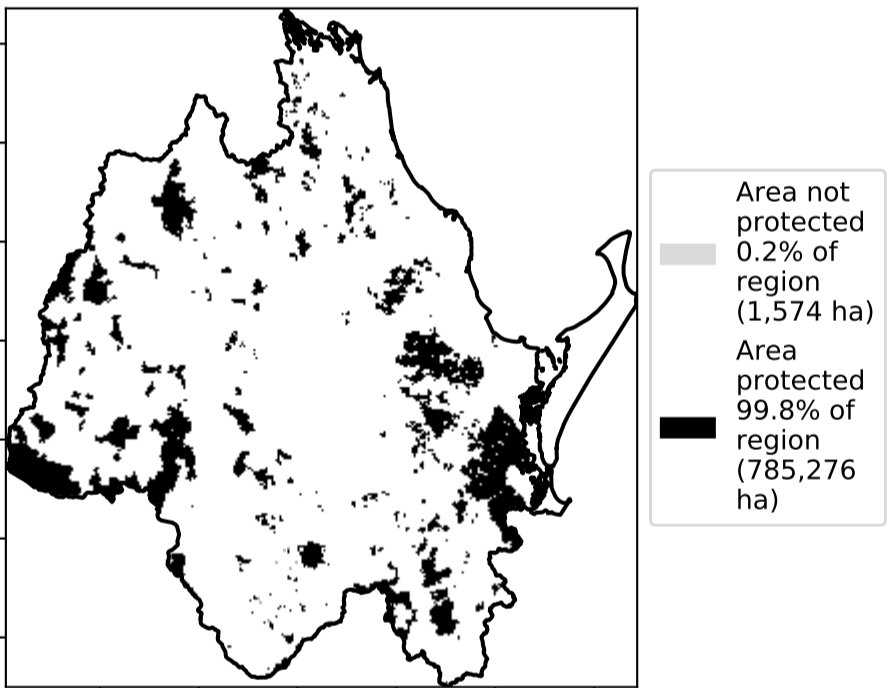 Area not
protected
0.2% of
region
(1,574 ha)
Area
protected
99.8% of
region
(785,276
ha)